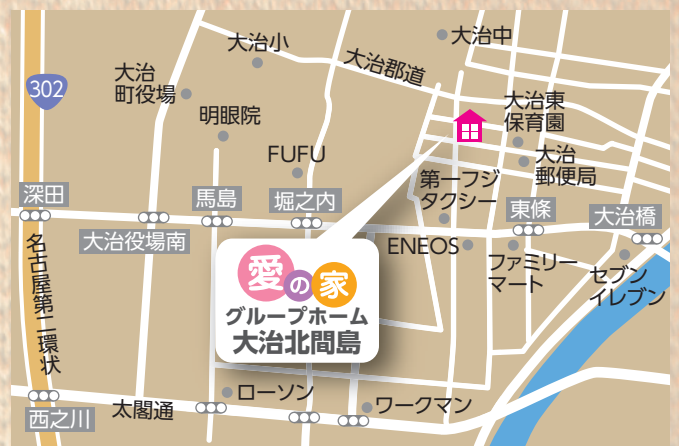 大治小
大治中
大治郡道
302
大治
町役場
明眼院
大治東
保育園
FUFU
大治
郵便局
第一フジ
タクシー
深田
馬島
堀之内
東條
大治橋
大治役場南
ENEOS
ファミリー
マート
セブン
イレブン
名古屋第二環状
愛の家
グループホーム
大治北間島
ローソン
ワークマン
太閤通
西之川